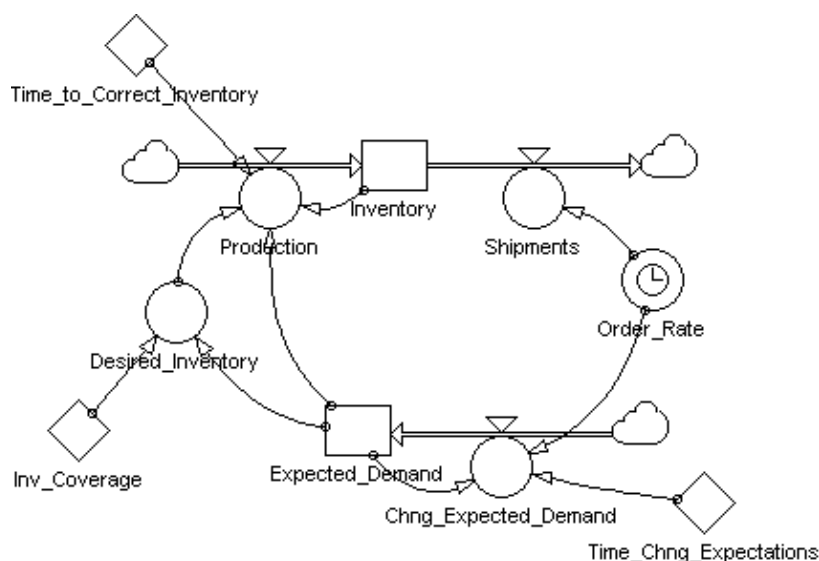 Time_to_Correct_Inventory
Inventory
Production
Shipments
Order_Rate
Desired_Inventory
Expected_Demand
Inv_Coverage
Chng_Expected_Demand
Time_Chng_Expectations